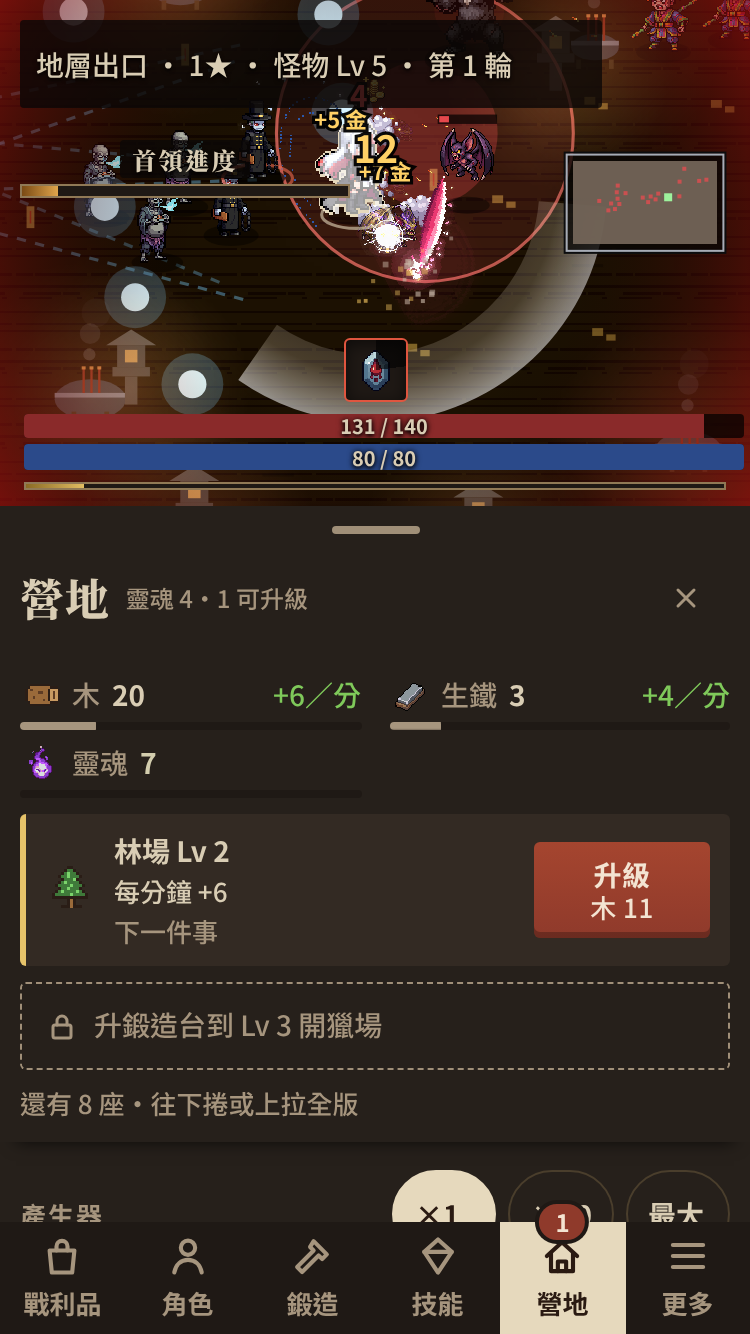 地層出口 · 1★ · 怪物 Lv 5 · 第 1 輪
+5 金
12
+7 金
首領進度
131 / 140
80 / 80
營地
靈魂 4 · 1 可升級
木 20
+6／分
生鐵 3
+4／分
靈魂 7
林場 Lv 2
每分鐘 +6
下一件事
升級
木 11
升鍛造台到 Lv 3 開獵場
還有 8 座 · 往下捲或上拉全版
產生器
×1
最大
1
戰利品
角色
鍛造
技能
營地
更多